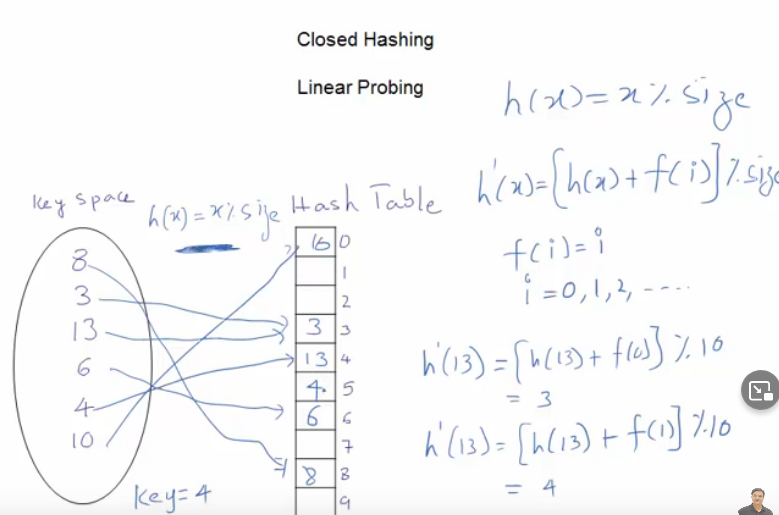 Closed Hashing
Linear Probing
h(x) = x % size
h'(x) = [h(x) + f(i)] % size
f(i) = i
i = 0, 1, 2, ----
h'(13) = [h(13) + f(0)] % 10
= 3
h'(13) = [h(13) + f(1)] % 10
= 4
Key Space
h(x) = x % size
Hash Table
8
3
13
6
4
10
Key = 4
0
1
2
3 3
13 4
4 5
6 6
7
8 8
9